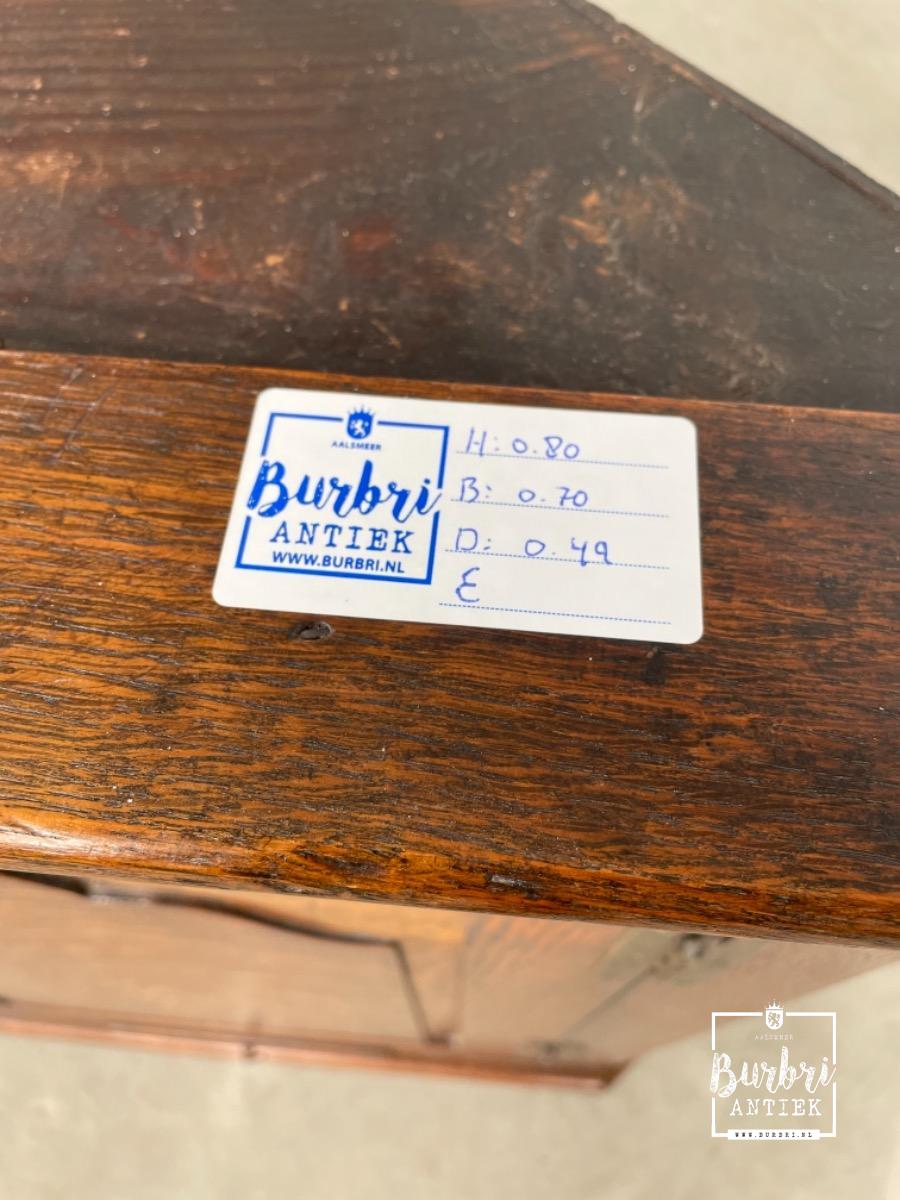 AALSMEER
Burbri
ANTIEK
WWW.BURBRI.NL
H: 0.80
B: 0.70
D: 0.49
€
AALSMEER
Burbri
ANTIEK
WWW.BURBRI.NL